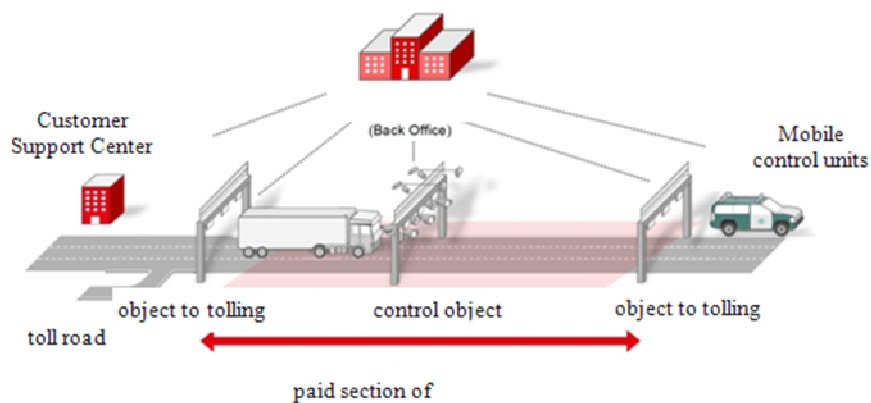 Customer
Support Center
(Back Office)
Mobile
control units
object to tolling
control object
object to tolling
toll road
paid section of